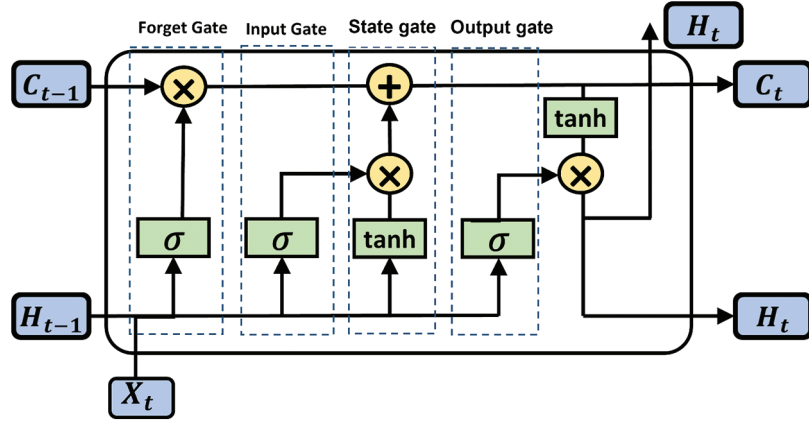 Forget Gate Input Gate State gate Output gate
H_t
C_{t-1} × + C_t
tanh
× ×
σ σ tanh σ
H_{t-1} H_t
X_t